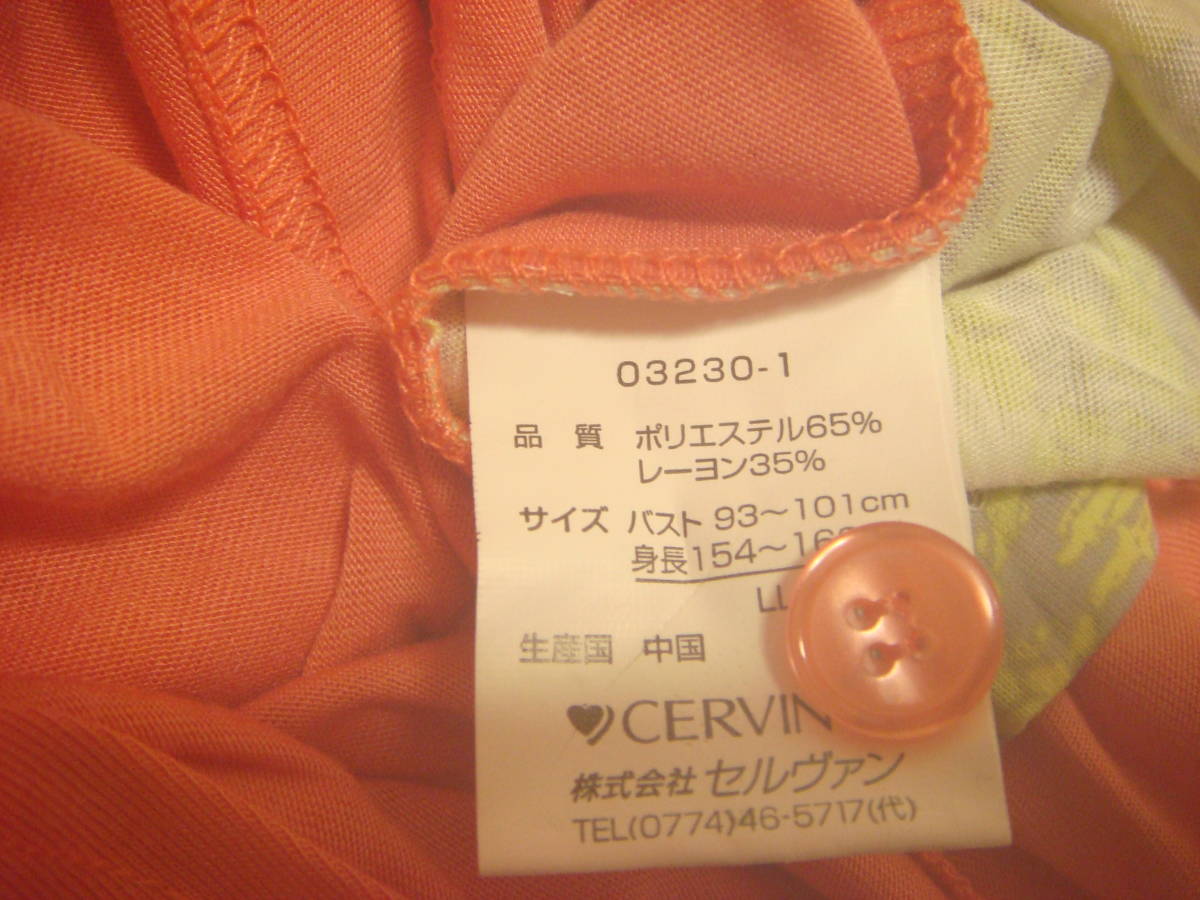 03230-1
品 質 ポリエステル65%
レーヨン35%
サイズ バスト 93～101cm
身長154～16
LL
生産国 中国
CERVIN
株式会社 セルヴァン
TEL(0774)46-5717(代)